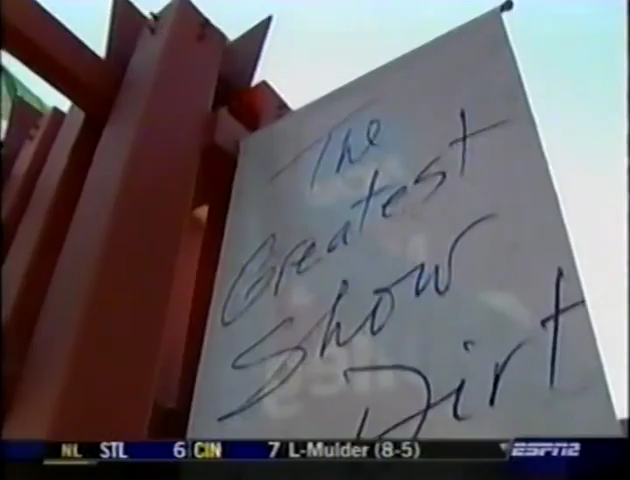 The
Greatest
Show
Dirt
NL STL 6 CIN 7 L-Mulder (8-5) ESPN2